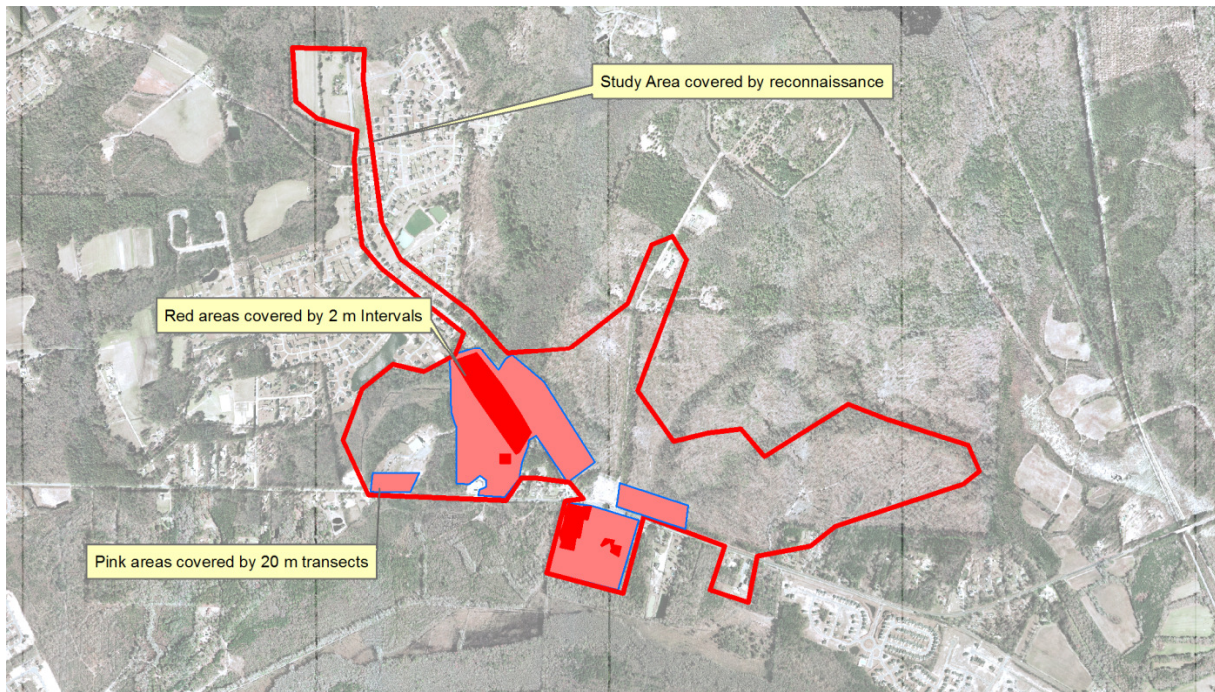 Study Area covered by reconnaissance
Red areas covered by 2 m Intervals
Pink areas covered by 20 m transects